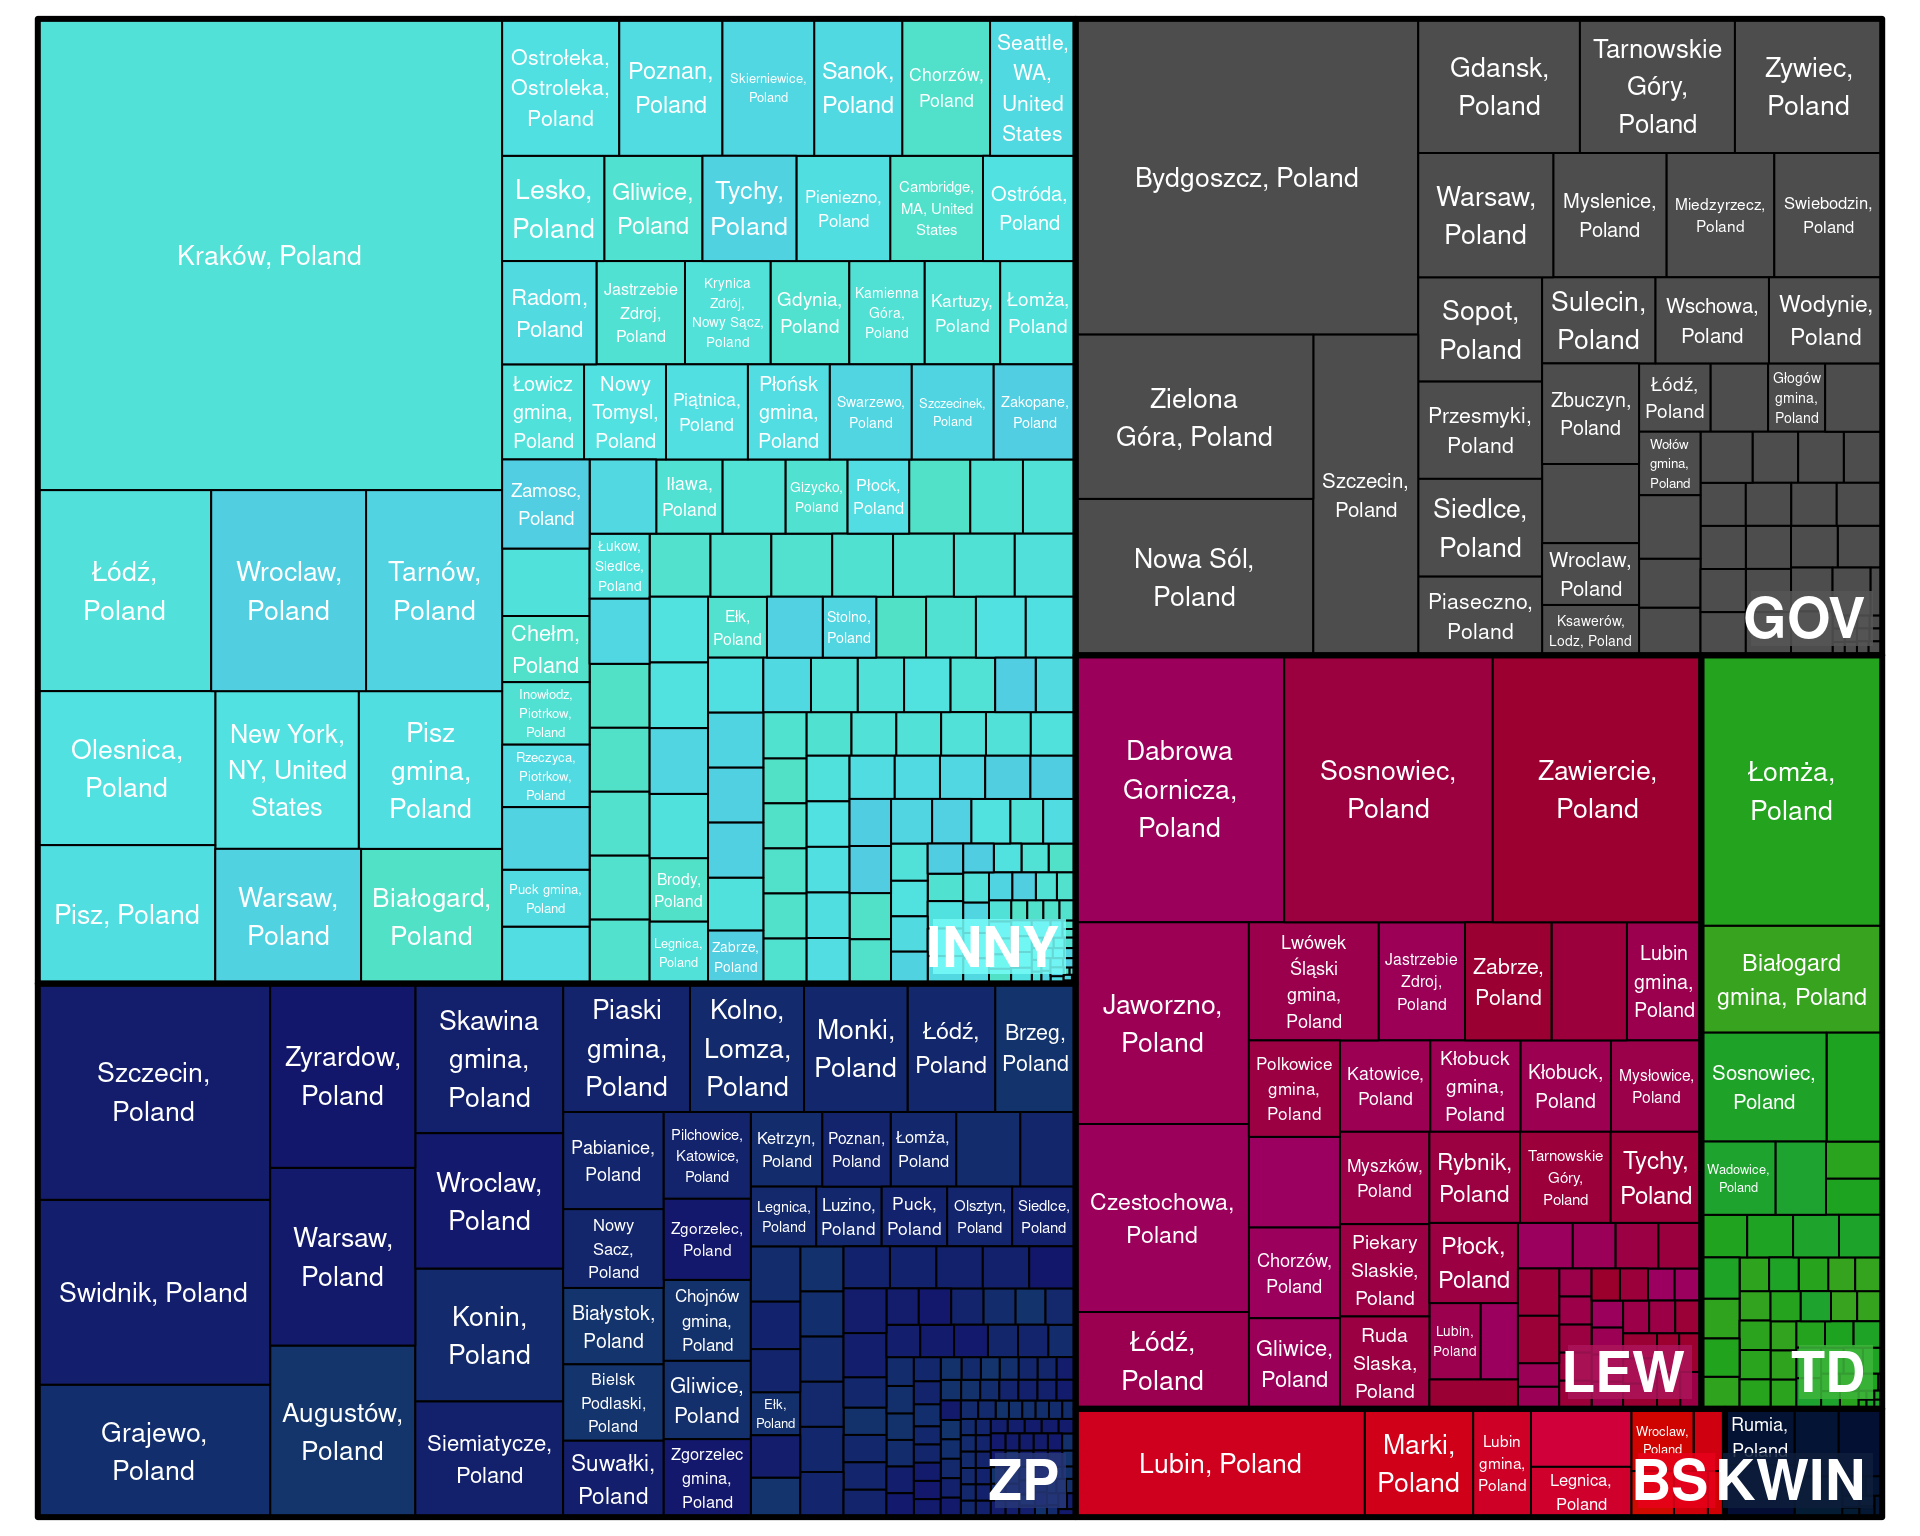 Kraków, Poland
Łódź,
Poland
Wroclaw,
Poland
Tarnów,
Poland
Olesnica,
Poland
New York,
NY, United
States
Pisz
gmina,
Poland
Pisz, Poland
Warsaw,
Poland
Białogard,
Poland
Ostrołeka,
Ostroleka,
Poland
Poznan,
Poland
Skierniewice,
Poland
Sanok,
Poland
Chorzów,
Poland
Seattle,
WA,
United
States
Lesko,
Poland
Gliwice,
Poland
Tychy,
Poland
Pieniezno,
Poland
Cambridge,
MA, United
States
Ostróda,
Poland
Radom,
Poland
Jastrzebie
Zdroj,
Poland
Krynica
Zdrój,
Nowy Sącz,
Poland
Gdynia,
Poland
Kamienna
Góra,
Poland
Kartuzy,
Poland
Łomża,
Poland
Łowicz
gmina,
Poland
Nowy
Tomysl,
Poland
Piątnica,
Poland
Płońsk
gmina,
Poland
Swarzewo,
Poland
Szczecinek,
Poland
Zakopane,
Poland
Zamosc,
Poland
Iława,
Poland
Gizycko,
Poland
Płock,
Poland
Łukow,
Siedlce,
Poland
Chełm,
Poland
Ełk,
Poland
Stolno,
Poland
Inowłodz,
Piotrkow,
Poland
Rzeczyca,
Piotrkow,
Poland
Puck gmina,
Poland
Brody,
Poland
Legnica,
Poland
Zabrze,
Poland
INNY
Bydgoszcz, Poland
Zielona
Góra, Poland
Nowa Sól,
Poland
Szczecin,
Poland
Gdansk,
Poland
Tarnowskie
Góry,
Poland
Zywiec,
Poland
Warsaw,
Poland
Myslenice,
Poland
Miedzyrzecz,
Poland
Swiebodzin,
Poland
Sopot,
Poland
Sulecin,
Poland
Wschowa,
Poland
Wodynie,
Poland
Przesmyki,
Poland
Zbuczyn,
Poland
Łódź,
Poland
Głogów
gmina,
Poland
Wołów
gmina,
Poland
Siedlce,
Poland
Wroclaw,
Poland
Piaseczno,
Poland
Ksawerów,
Lodz, Poland
GOV
Dabrowa
Gornicza,
Poland
Sosnowiec,
Poland
Zawiercie,
Poland
Jaworzno,
Poland
Czestochowa,
Poland
Łódź,
Poland
Lwówek
Śląski
gmina,
Poland
Jastrzebie
Zdroj,
Poland
Zabrze,
Poland
Lubin
gmina,
Poland
Polkowice
gmina,
Poland
Katowice,
Poland
Kłobuck
gmina,
Poland
Kłobuck,
Poland
Mysłowice,
Poland
Myszków,
Poland
Rybnik,
Poland
Tarnowskie
Góry,
Poland
Tychy,
Poland
Chorzów,
Poland
Piekary
Slaskie,
Poland
Płock,
Poland
Gliwice,
Poland
Ruda
Slaska,
Poland
Lubin,
Poland
LEW
Łomża,
Poland
Białogard
gmina, Poland
Sosnowiec,
Poland
Wadowice,
Poland
TD
Szczecin,
Poland
Swidnik, Poland
Grajewo,
Poland
Zyrardow,
Poland
Warsaw,
Poland
Augustów,
Poland
Skawina
gmina,
Poland
Wroclaw,
Poland
Konin,
Poland
Siemiatycze,
Poland
Piaski
gmina,
Poland
Kolno,
Lomza,
Poland
Monki,
Poland
Łódź,
Poland
Brzeg,
Poland
Pabianice,
Poland
Pilchowice,
Katowice,
Poland
Ketrzyn,
Poland
Poznan,
Poland
Łomża,
Poland
Nowy
Sacz,
Poland
Zgorzelec,
Poland
Legnica,
Poland
Luzino,
Poland
Puck,
Poland
Olsztyn,
Poland
Siedlce,
Poland
Białystok,
Poland
Chojnów
gmina,
Poland
Bielsk
Podlaski,
Poland
Gliwice,
Poland
Ełk,
Poland
Suwałki,
Poland
Zgorzelec
gmina,
Poland
ZP
Lubin, Poland
Marki,
Poland
Lubin
gmina,
Poland
Legnica,
Poland
Wroclaw,
Poland
BS
Rumia,
Poland
KWIN